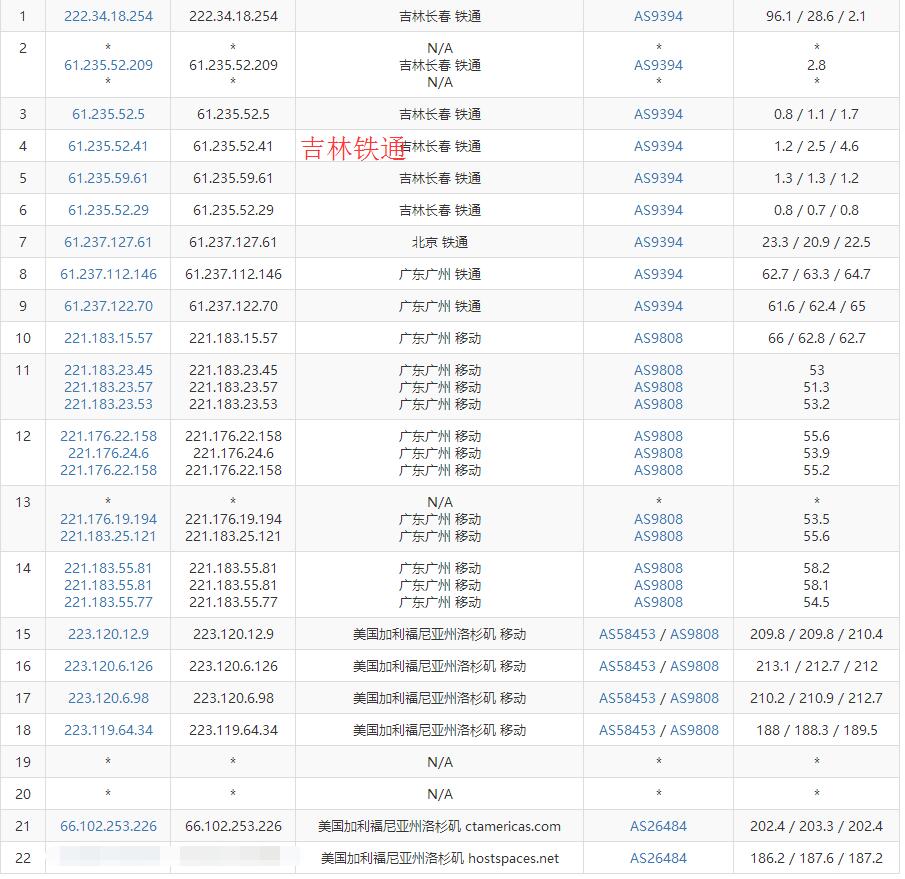 1 222.34.18.254 222.34.18.254 吉林长春 铁通 AS9394 96.1 / 28.6 / 2.1
2 * * N/A * *
61.235.52.209 61.235.52.209 吉林长春 铁通 AS9394 2.8
* * N/A * *
3 61.235.52.5 61.235.52.5 吉林长春 铁通 AS9394 0.8 / 1.1 / 1.7
4 61.235.52.41 61.235.52.41 吉林铁通 吉林长春 铁通 AS9394 1.2 / 2.5 / 4.6
5 61.235.59.61 61.235.59.61 吉林长春 铁通 AS9394 1.3 / 1.3 / 1.2
6 61.235.52.29 61.235.52.29 吉林长春 铁通 AS9394 0.8 / 0.7 / 0.8
7 61.237.127.61 61.237.127.61 北京 铁通 AS9394 23.3 / 20.9 / 22.5
8 61.237.112.146 61.237.112.146 广东广州 铁通 AS9394 62.7 / 63.3 / 64.7
9 61.237.122.70 61.237.122.70 广东广州 铁通 AS9394 61.6 / 62.4 / 65
10 221.183.15.57 221.183.15.57 广东广州 移动 AS9808 66 / 62.8 / 62.7
11 221.183.23.45 221.183.23.45 广东广州 移动 AS9808 53
221.183.23.57 221.183.23.57 广东广州 移动 AS9808 51.3
221.183.23.53 221.183.23.53 广东广州 移动 AS9808 53.2
12 221.176.22.158 221.176.22.158 广东广州 移动 AS9808 55.6
221.176.24.6 221.176.24.6 广东广州 移动 AS9808 53.9
221.176.22.158 221.176.22.158 广东广州 移动 AS9808 55.2
13 * * N/A * *
221.176.19.194 221.176.19.194 广东广州 移动 AS9808 53.5
221.183.25.121 221.183.25.121 广东广州 移动 AS9808 55.6
14 221.183.55.81 221.183.55.81 广东广州 移动 AS9808 58.2
221.183.55.81 221.183.55.81 广东广州 移动 AS9808 58.1
221.183.55.77 221.183.55.77 广东广州 移动 AS9808 54.5
15 223.120.12.9 223.120.12.9 美国加利福尼亚州洛杉矶 移动 AS58453 / AS9808 209.8 / 209.8 / 210.4
16 223.120.6.126 223.120.6.126 美国加利福尼亚州洛杉矶 移动 AS58453 / AS9808 213.1 / 212.7 / 212
17 223.120.6.98 223.120.6.98 美国加利福尼亚州洛杉矶 移动 AS58453 / AS9808 210.2 / 210.9 / 212.7
18 223.119.64.34 223.119.64.34 美国加利福尼亚州洛杉矶 移动 AS58453 / AS9808 188 / 188.3 / 189.5
19 * * N/A * *
20 * * N/A * *
21 66.102.253.226 66.102.253.226 美国加利福尼亚州洛杉矶 ctamericas.com AS26484 202.4 / 203.3 / 202.4
22 美国加利福尼亚州洛杉矶 hostspaces.net AS26484 186.2 / 187.6 / 187.2